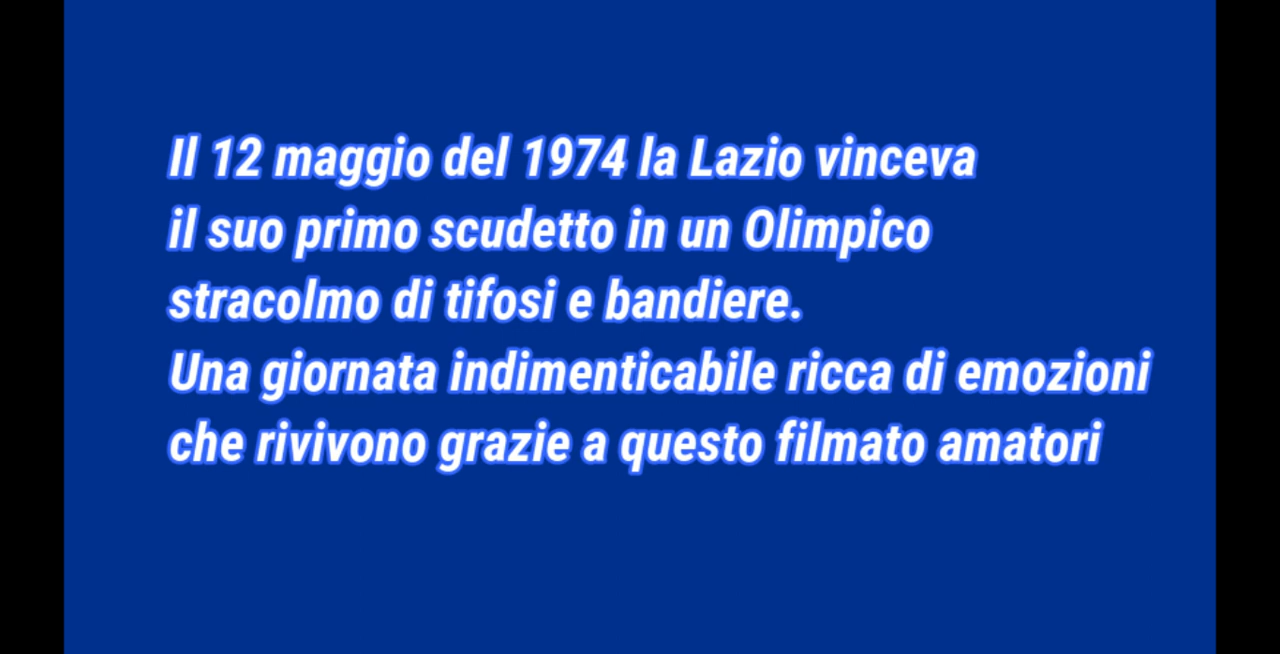 Il 12 maggio del 1974 la Lazio vinceva
il suo primo scudetto in un Olimpico
stracolmo di tifosi e bandiere.
Una giornata indimenticabile ricca di emozioni
che rivivono grazie a questo filmato amatori